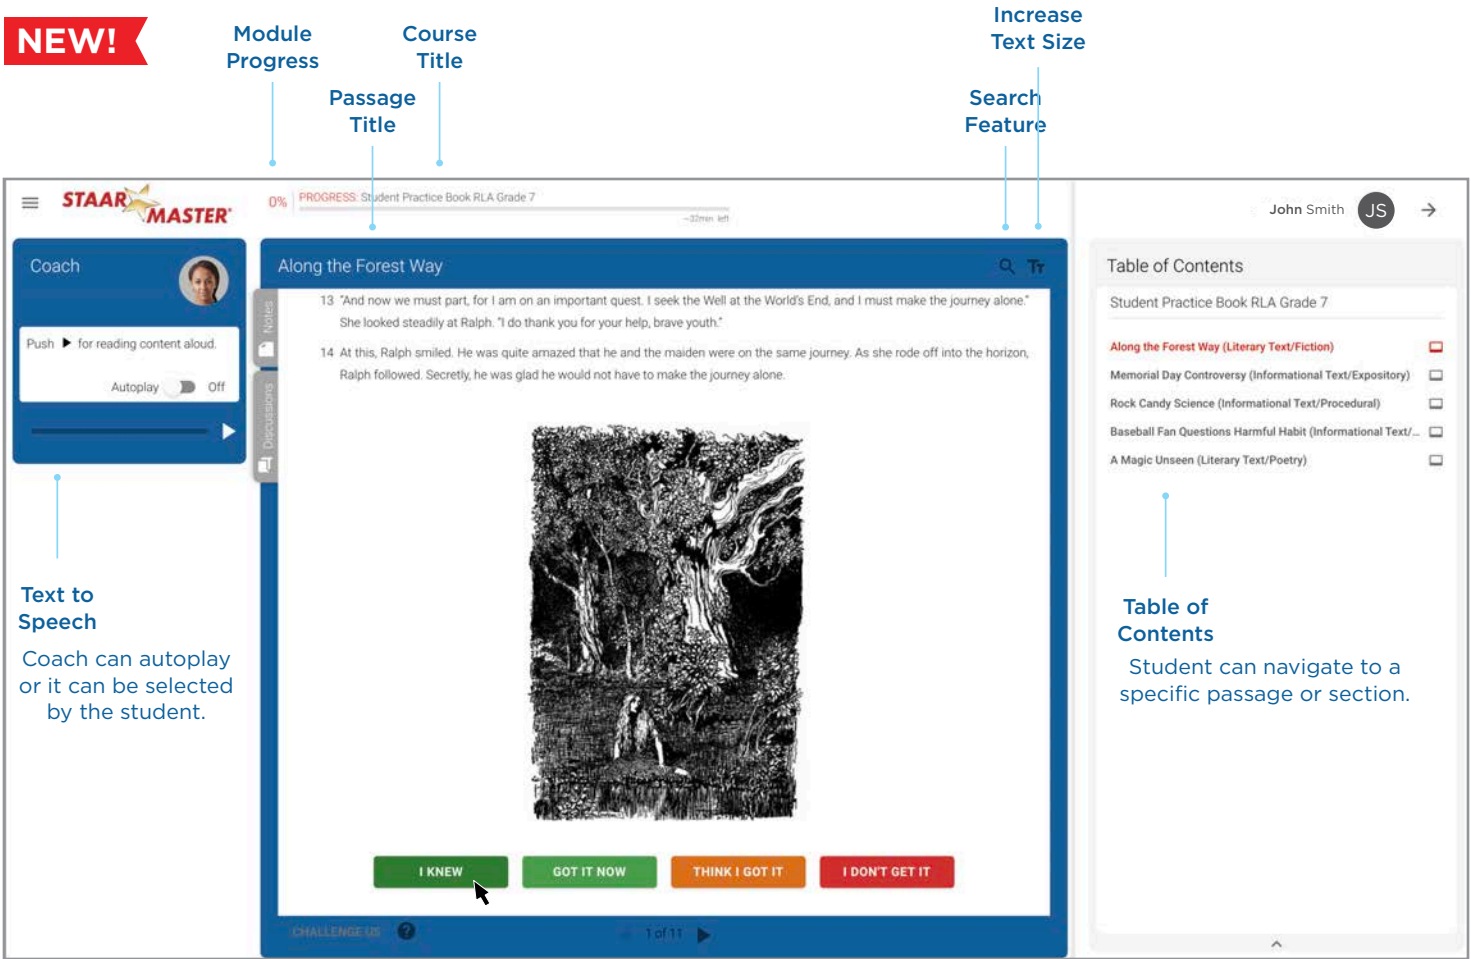 NEW!
Module
Progress
Course
Title
Passage
Title
Increase
Text Size
Search
Feature
STAAR
MASTER®
0%
PROGRESS: Student Practice Book RLA Grade 7
~32min left
John Smith
JS
Coach
Push ▶ for reading content aloud.
Autoplay
Off
Notes
Discussions
Along the Forest Way
Tт
13 "And now we must part, for I am on an important quest. I seek the Well at the World's End, and I must make the journey alone."
She looked steadily at Ralph. "I do thank you for your help, brave youth."
14 At this, Ralph smiled. He was quite amazed that he and the maiden were on the same journey. As she rode off into the horizon,
Ralph followed. Secretly, he was glad he would not have to make the journey alone.
I KNEW
GOT IT NOW
THINK I GOT IT
I DON'T GET IT
CHALLENGE US
?
1 of 11
Table of Contents
Student Practice Book RLA Grade 7
Along the Forest Way (Literary Text/Fiction)
Memorial Day Controversy (Informational Text/Expository)
Rock Candy Science (Informational Text/Procedural)
Baseball Fan Questions Harmful Habit (Informational Text/...
A Magic Unseen (Literary Text/Poetry)
Text to
Speech
Coach can autoplay
or it can be selected
by the student.
Table of
Contents
Student can navigate to a
specific passage or section.